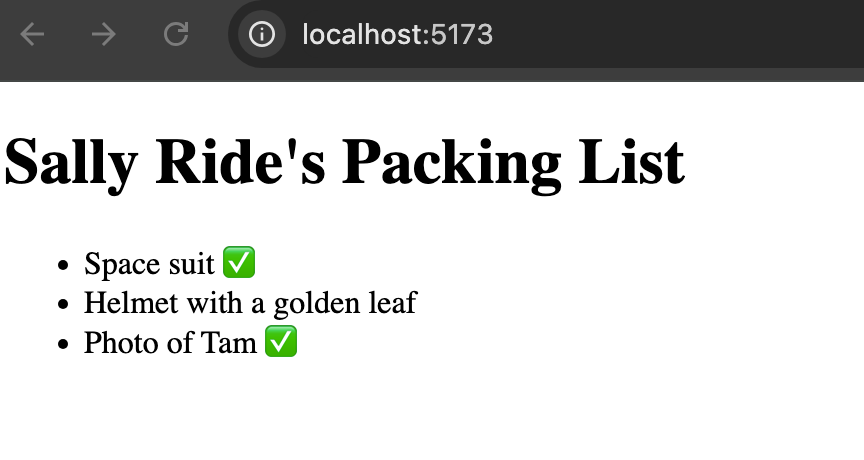 localhost:5173
Sally Ride's Packing List
• Space suit ✅
• Helmet with a golden leaf
• Photo of Tam ✅